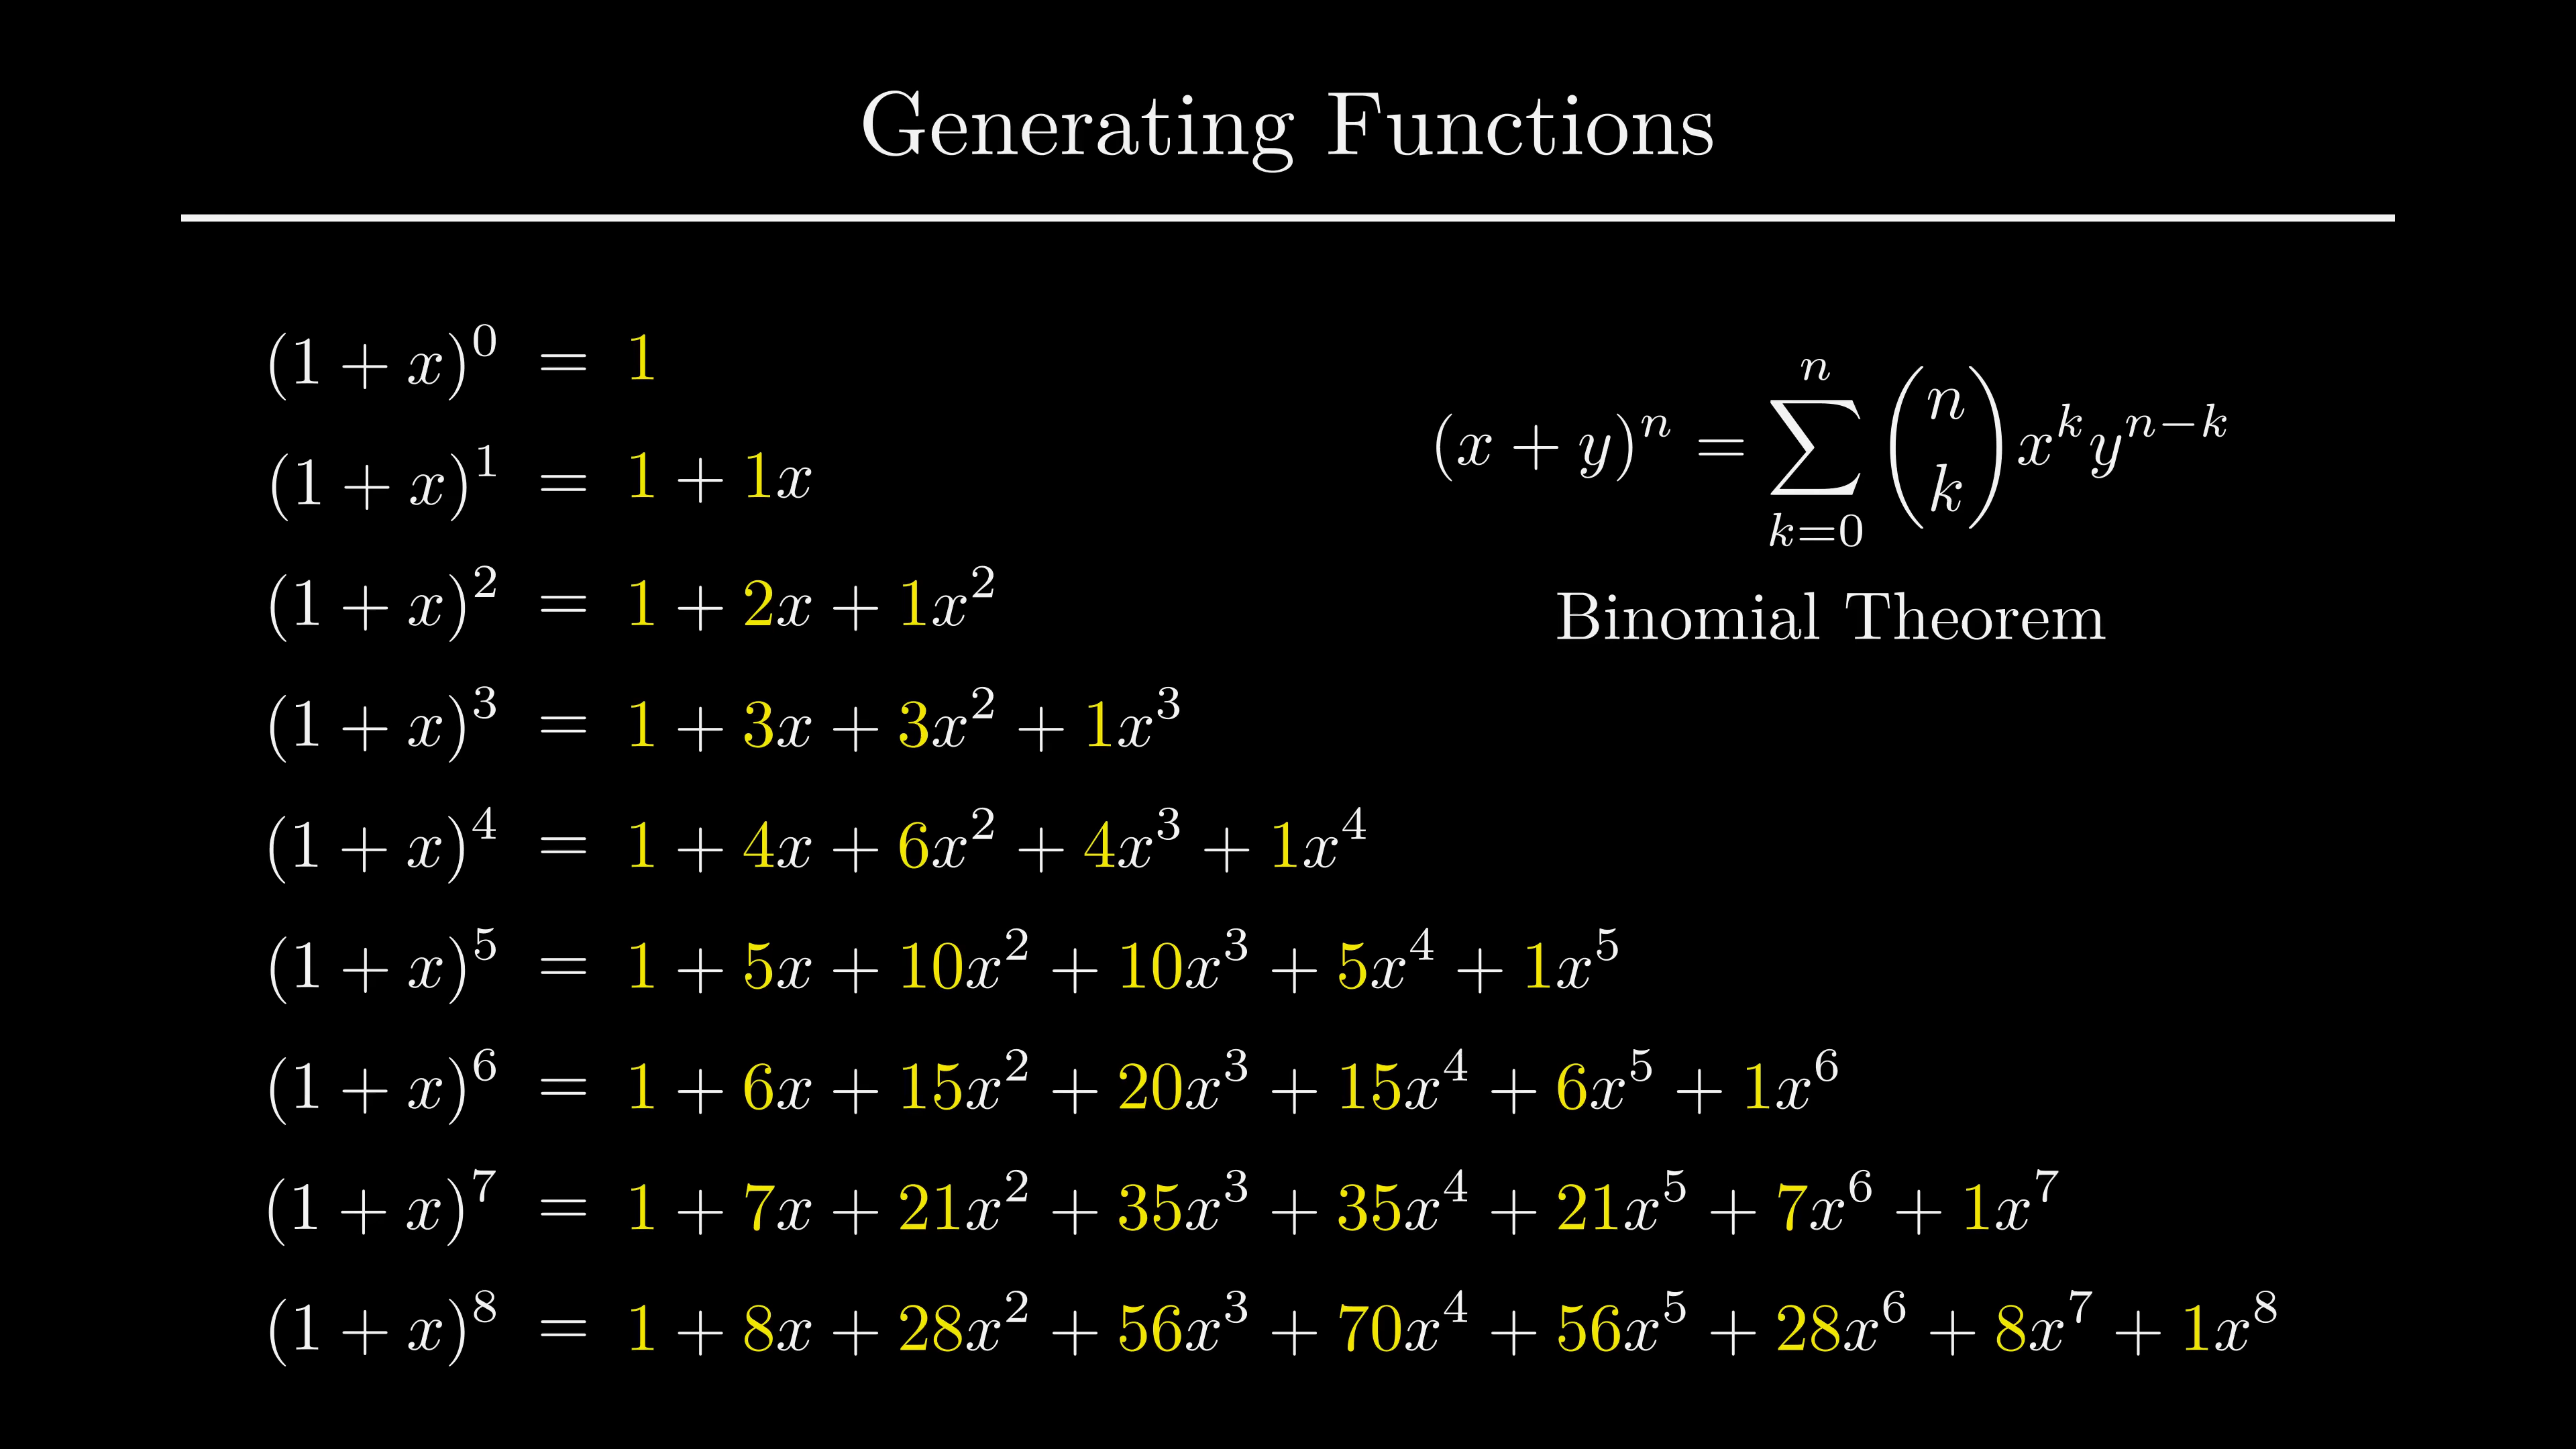 Generating Functions
(1 + x)^0 = 1
(1 + x)^1 = 1 + 1x
(x + y)^n = \sum_{k=0}^{n} \binom{n}{k} x^k y^{n-k}
Binomial Theorem
(1 + x)^2 = 1 + 2x + 1x^2
(1 + x)^3 = 1 + 3x + 3x^2 + 1x^3
(1 + x)^4 = 1 + 4x + 6x^2 + 4x^3 + 1x^4
(1 + x)^5 = 1 + 5x + 10x^2 + 10x^3 + 5x^4 + 1x^5
(1 + x)^6 = 1 + 6x + 15x^2 + 20x^3 + 15x^4 + 6x^5 + 1x^6
(1 + x)^7 = 1 + 7x + 21x^2 + 35x^3 + 35x^4 + 21x^5 + 7x^6 + 1x^7
(1 + x)^8 = 1 + 8x + 28x^2 + 56x^3 + 70x^4 + 56x^5 + 28x^6 + 8x^7 + 1x^8